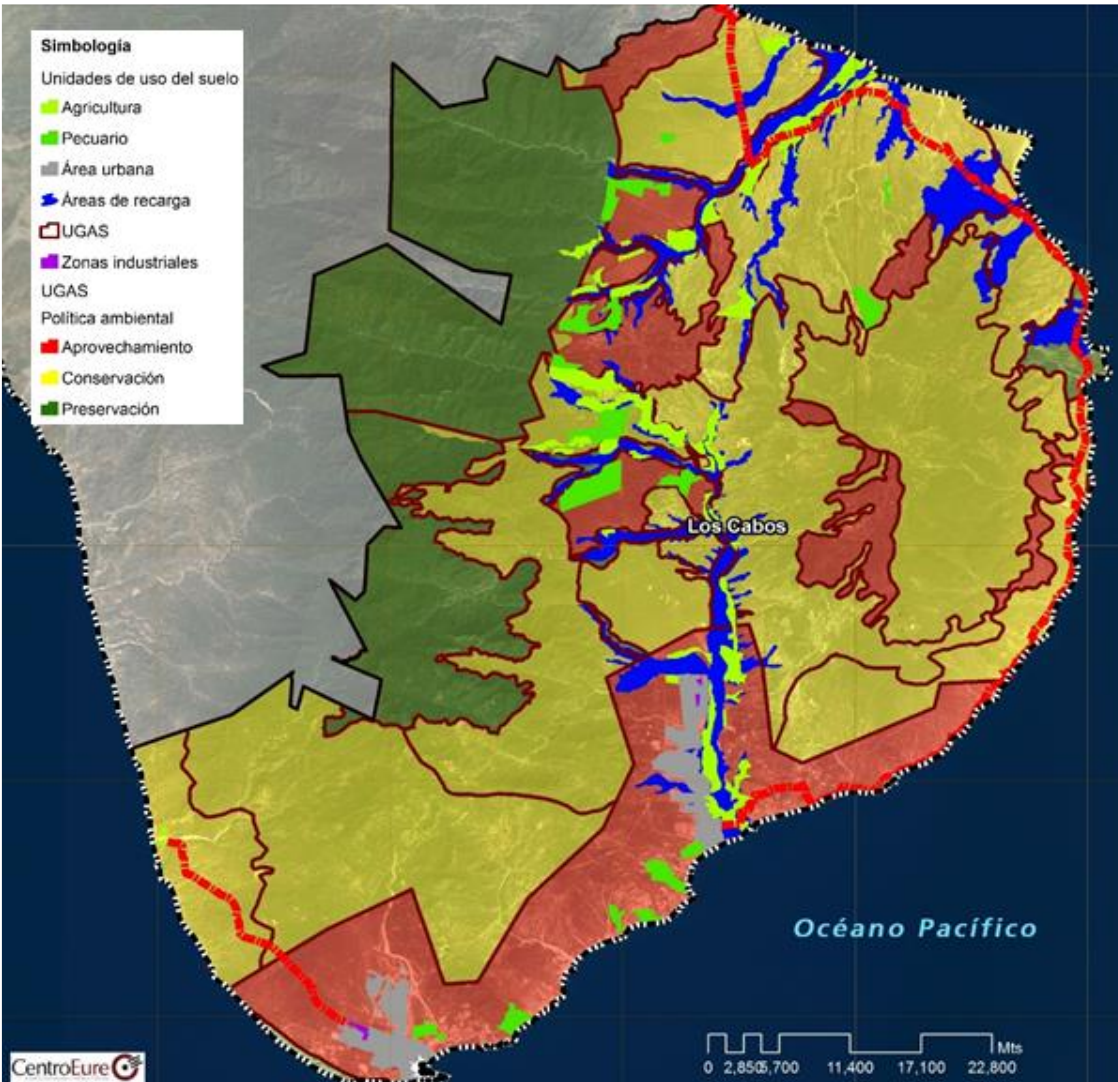 Simbología
Unidades de uso del suelo
Agricultura
Pecuario
Área urbana
Áreas de recarga
UGAS
Zonas industriales
UGAS
Política ambiental
Aprovechamiento
Conservación
Preservación
Los Cabos
Océano Pacífico
Mts
0 2,850 5,700 11,400 17,100 22,800
CentroEure